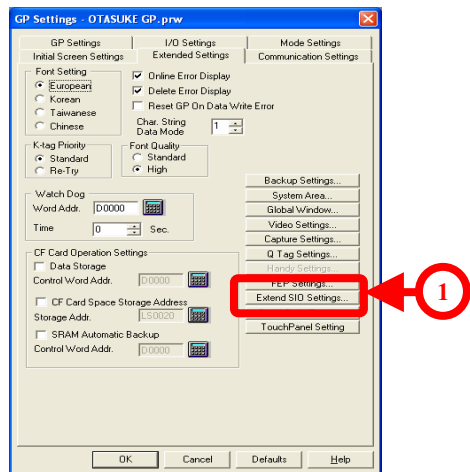 GP Settings - OTASUKE GP.prw
GP Settings I/O Settings Mode Settings
Initial Screen Settings Extended Settings Communication Settings
Font Setting
European
Korean
Taiwanese
Chinese
Online Error Display
Delete Error Display
Reset GP On Data Write Error
Char. String
Data Mode 1
K-tag Priority
Standard
Re-Try
Font Quality
Standard
High
Watch Dog
Word Addr. D0000
Time 0 Sec.
CF Card Operation Settings
Data Storage
Control Word Addr. D0000
CF Card Space Storage Address
Storage Addr. LS0020
SRAM Automatic Backup
Control Word Addr. D0000
Backup Settings...
System Area...
Global Window...
Video Settings...
Capture Settings...
Q Tag Settings...
Handy Settings...
FEP Settings...
Extend SIO Settings...
TouchPanel Setting
1
OK Cancel Defaults Help